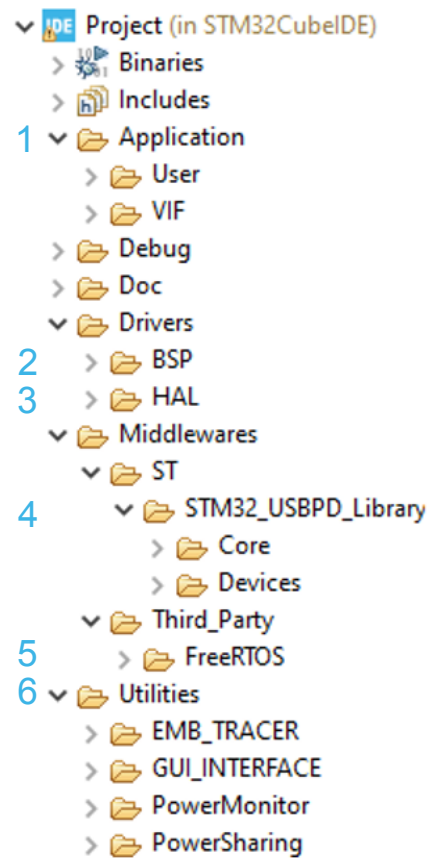 IDE Project (in STM32CubeIDE)
Binaries
Includes
1 Application
User
VIF
Debug
Doc
Drivers
2 BSP
3 HAL
Middlewares
ST
4 STM32_USBPD_Library
Core
Devices
Third_Party
5 FreeRTOS
6 Utilities
EMB_TRACER
GUI_INTERFACE
PowerMonitor
PowerSharing